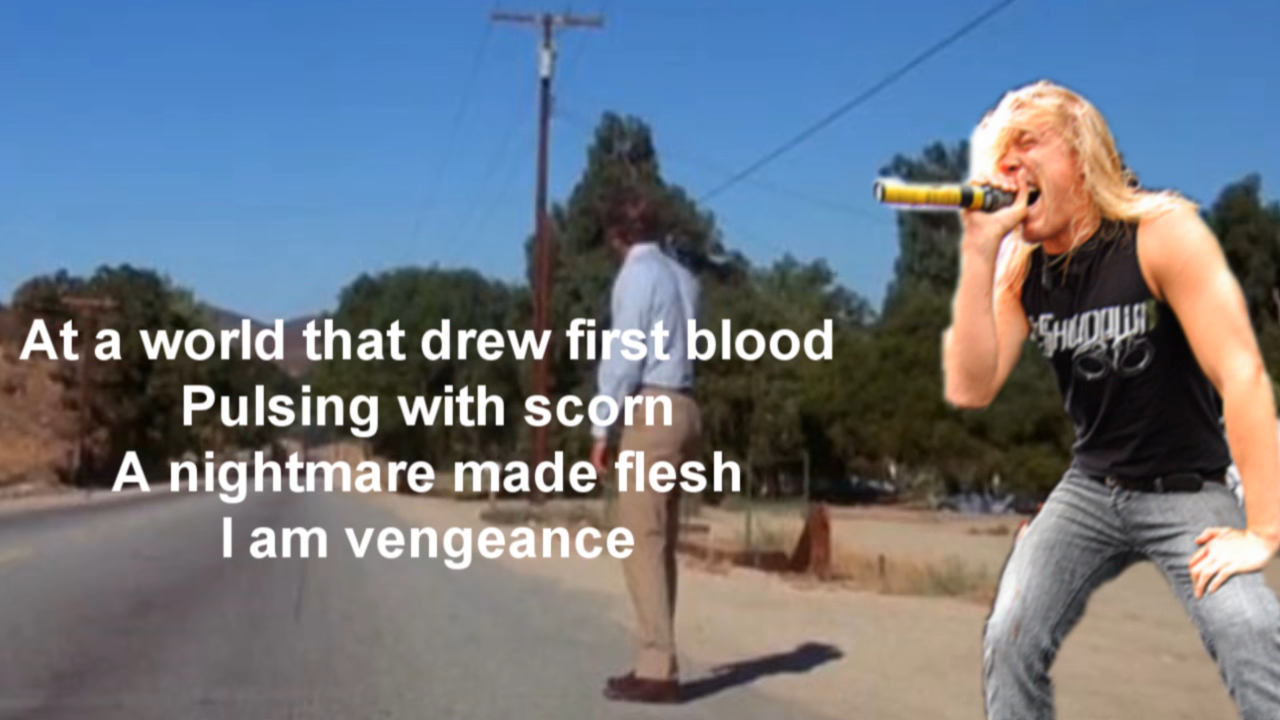 At a world that drew first blood
Pulsing with scorn
A nightmare made flesh
I am vengeance